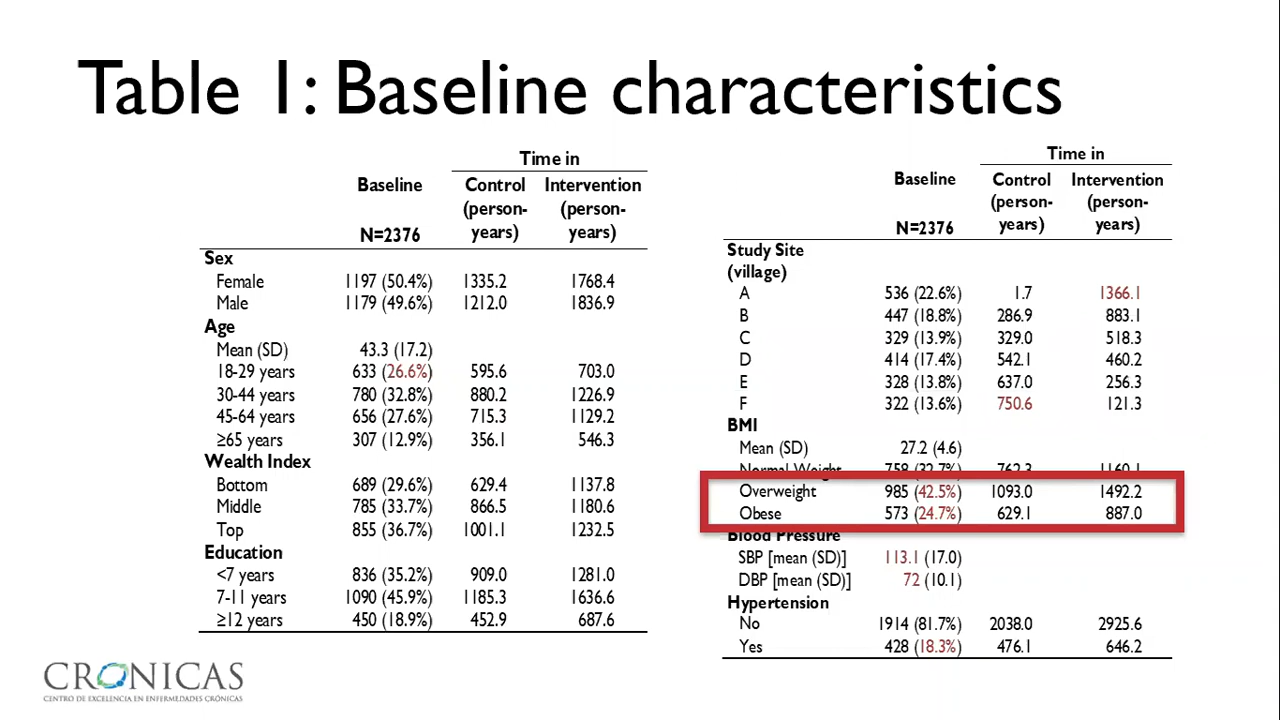 Table 1: Baseline characteristics
Time in
Baseline Control Intervention
(person- (person-
N=2376 years) years)
Sex
Female 1197 (50.4%) 1335.2 1768.4
Male 1179 (49.6%) 1212.0 1836.9
Age
Mean (SD) 43.3 (17.2)
18-29 years 633 (26.6%) 595.6 703.0
30-44 years 780 (32.8%) 880.2 1226.9
45-64 years 656 (27.6%) 715.3 1129.2
≥65 years 307 (12.9%) 356.1 546.3
Wealth Index
Bottom 689 (29.6%) 629.4 1137.8
Middle 785 (33.7%) 866.5 1180.6
Top 855 (36.7%) 1001.1 1232.5
Education
<7 years 836 (35.2%) 909.0 1281.0
7-11 years 1090 (45.9%) 1185.3 1636.6
≥12 years 450 (18.9%) 452.9 687.6
Time in
Baseline Control Intervention
(person- (person-
N=2376 years) years)
Study Site
(village)
A 536 (22.6%) 1.7 1366.1
B 447 (18.8%) 286.9 883.1
C 329 (13.9%) 329.0 518.3
D 414 (17.4%) 542.1 460.2
E 328 (13.8%) 637.0 256.3
F 322 (13.6%) 750.6 121.3
BMI
Mean (SD) 27.2 (4.6)
Normal Weight 758 (32.7%) 762.3 1160.1
Overweight 985 (42.5%) 1093.0 1492.2
Obese 573 (24.7%) 629.1 887.0
Blood Pressure
SBP [mean (SD)] 113.1 (17.0)
DBP [mean (SD)] 72 (10.1)
Hypertension
No 1914 (81.7%) 2038.0 2925.6
Yes 428 (18.3%) 476.1 646.2
CRONICAS
CENTRO DE EXCELENCIA EN ENFERMEDADES CRÓNICAS